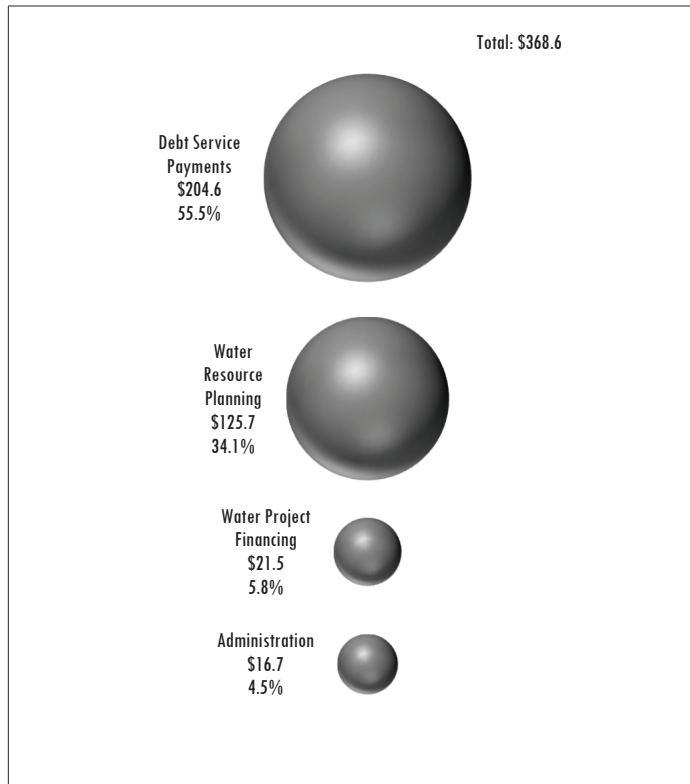 Total: $368.6
Debt Service
Payments
$204.6
55.5%
Water
Resource
Planning
$125.7
34.1%
Water Project
Financing
$21.5
5.8%
Administration
$16.7
4.5%